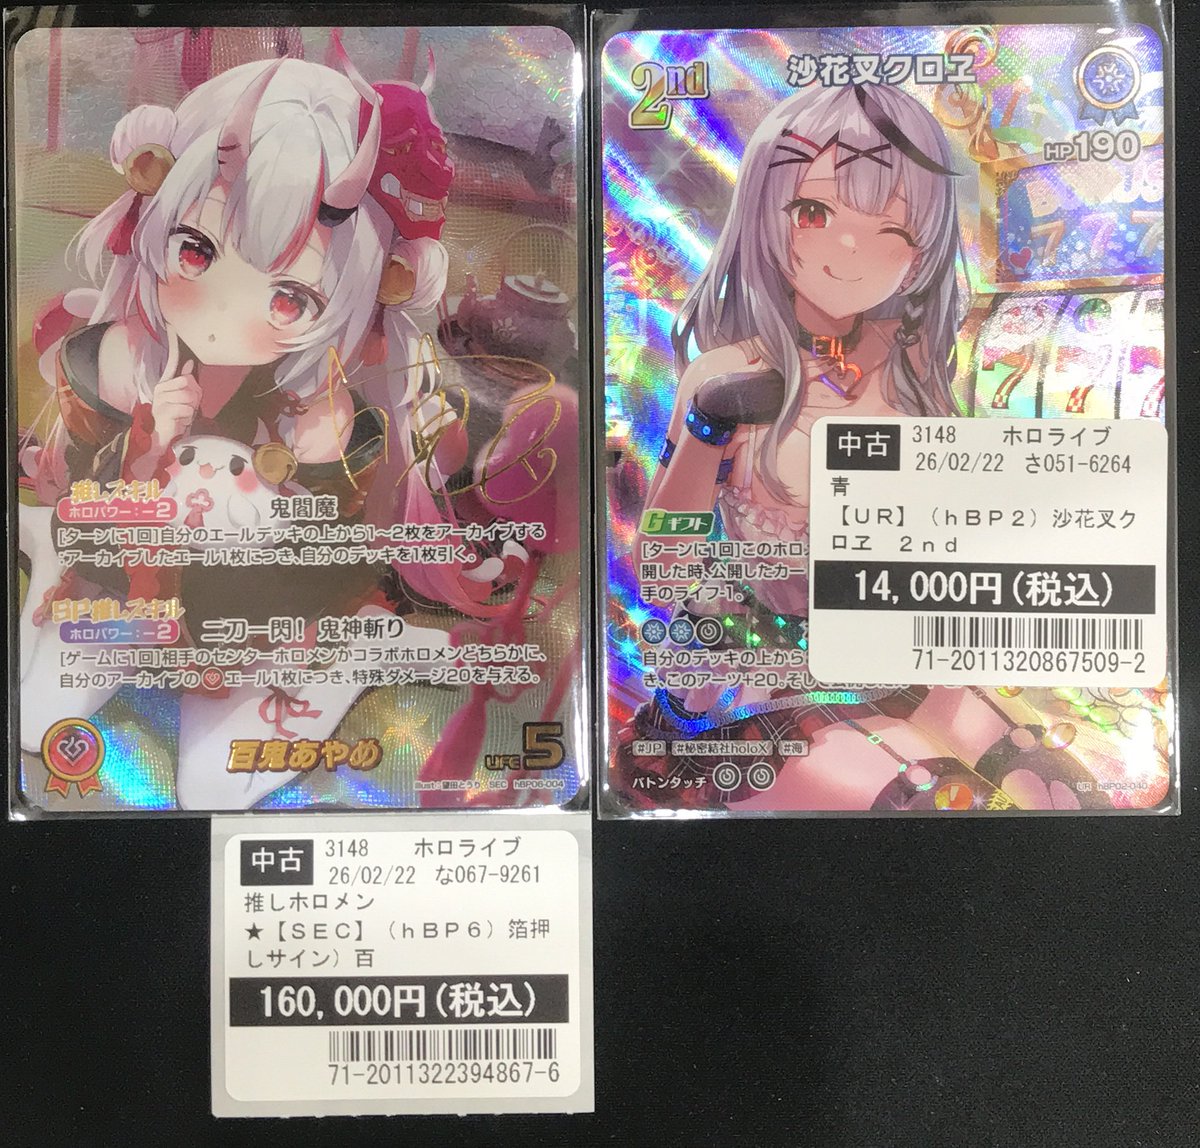 推しスキル
ホロパワー：-2
鬼閻魔
[ターンに1回]自分のエールデッキの上から1～2枚をアーカイブする
:アーカイブしたエール1枚につき、自分のデッキを1枚引く。
SP推しスキル
ホロパワー：-2
二刀一閃！ 鬼神斬り
[ゲームに1回]相手のセンターホロメンかコラボホロメンどちらかに、
自分のアーカイブの エール1枚につき、特殊ダメージ20を与える。
百鬼あやめ
LIFE 5
illust：望田とうり SEC hBP06-004
中古 3148 ホロライブ
26/02/22 な067-9261
推しホロメン
★【ＳＥＣ】（ｈＢＰ６）箔押
しサイン）百
160,000円(税込)
71-2011322394867-6
2nd
沙花叉クロヱ
HP190
777
Gギフト
[ターンに1回]このホロ
開した時、公開したカー
手のライフ-1。
自分のデッキの上から
き、このアーツ+20。そし
#JP #秘密結社holoX #海
バトンタッチ
UR hBP02-040
中古 3148 ホロライブ
26/02/22 さ051-6264
青
【ＵＲ】（ｈＢＰ２）沙花叉ク
ロヱ ２ｎｄ
14,000円(税込)
71-2011320867509-2